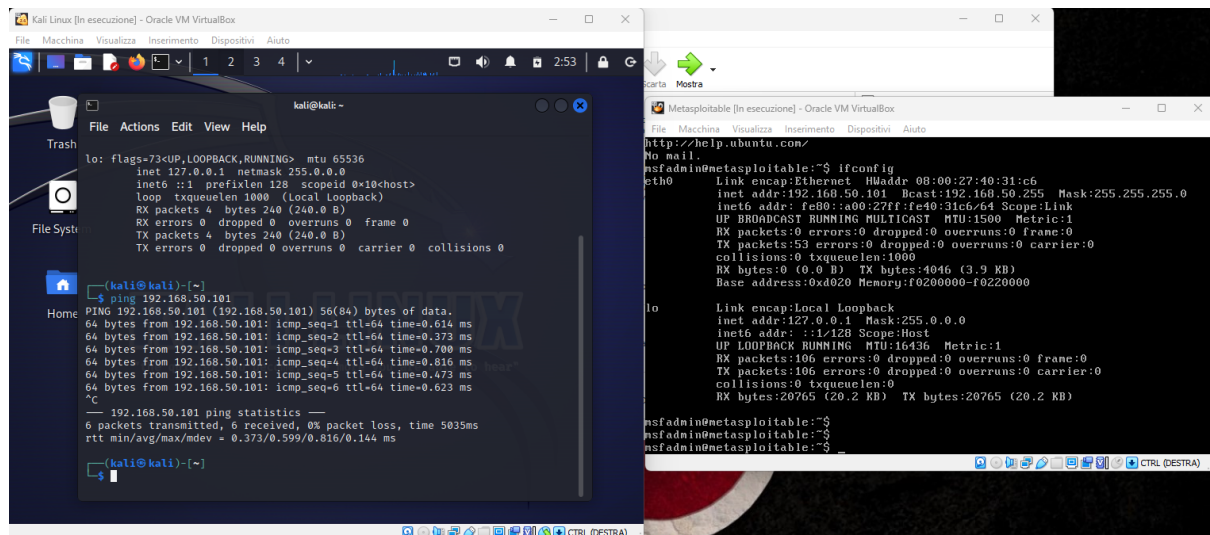 Kali Linux [In esecuzione] - Oracle VM VirtualBox
File Macchina Visualizza Inserimento Dispositivi Aiuto
1 2 3 4
2:53
Trash
File Syste
Home
kali@kali: ~
File Actions Edit View Help
lo: flags=73<UP,LOOPBACK,RUNNING> mtu 65536
inet 127.0.0.1 netmask 255.0.0.0
inet6 ::1 prefixlen 128 scopeid 0×10<host>
loop txqueuelen 1000 (Local Loopback)
RX packets 4 bytes 240 (240.0 B)
RX errors 0 dropped 0 overruns 0 frame 0
TX packets 4 bytes 240 (240.0 B)
TX errors 0 dropped 0 overruns 0 carrier 0 collisions 0
(kali㉿kali)-[~]
$ ping 192.168.50.101
PING 192.168.50.101 (192.168.50.101) 56(84) bytes of data.
64 bytes from 192.168.50.101: icmp_seq=1 ttl=64 time=0.614 ms
64 bytes from 192.168.50.101: icmp_seq=2 ttl=64 time=0.373 ms
64 bytes from 192.168.50.101: icmp_seq=3 ttl=64 time=0.700 ms
64 bytes from 192.168.50.101: icmp_seq=4 ttl=64 time=0.816 ms
64 bytes from 192.168.50.101: icmp_seq=5 ttl=64 time=0.473 ms
64 bytes from 192.168.50.101: icmp_seq=6 ttl=64 time=0.623 ms
^C
— 192.168.50.101 ping statistics —
6 packets transmitted, 6 received, 0% packet loss, time 5035ms
rtt min/avg/max/mdev = 0.373/0.599/0.816/0.144 ms
(kali㉿kali)-[~]
$
CTRL (DESTRA)
Scarta Mostra
Metasploitable [In esecuzione] - Oracle VM VirtualBox
File Macchina Visualizza Inserimento Dispositivi Aiuto
http://help.ubuntu.com/
No mail.
msfadmin@metasploitable:~$ ifconfig
eth0 Link encap:Ethernet HWaddr 08:00:27:40:31:c6
inet addr:192.168.50.101 Bcast:192.168.50.255 Mask:255.255.255.0
inet6 addr: fe80::a00:27ff:fe40:31c6/64 Scope:Link
UP BROADCAST RUNNING MULTICAST MTU:1500 Metric:1
RX packets:0 errors:0 dropped:0 overruns:0 frame:0
TX packets:53 errors:0 dropped:0 overruns:0 carrier:0
collisions:0 txqueuelen:1000
RX bytes:0 (0.0 B) TX bytes:4046 (3.9 KB)
Base address:0xd020 Memory:f0200000-f0220000
lo Link encap:Local Loopback
inet addr:127.0.0.1 Mask:255.0.0.0
inet6 addr: ::1/128 Scope:Host
UP LOOPBACK RUNNING MTU:16436 Metric:1
RX packets:106 errors:0 dropped:0 overruns:0 frame:0
TX packets:106 errors:0 dropped:0 overruns:0 carrier:0
collisions:0 txqueuelen:0
RX bytes:20765 (20.2 KB) TX bytes:20765 (20.2 KB)
msfadmin@metasploitable:~$
msfadmin@metasploitable:~$
msfadmin@metasploitable:~$ _
CTRL (DESTRA)